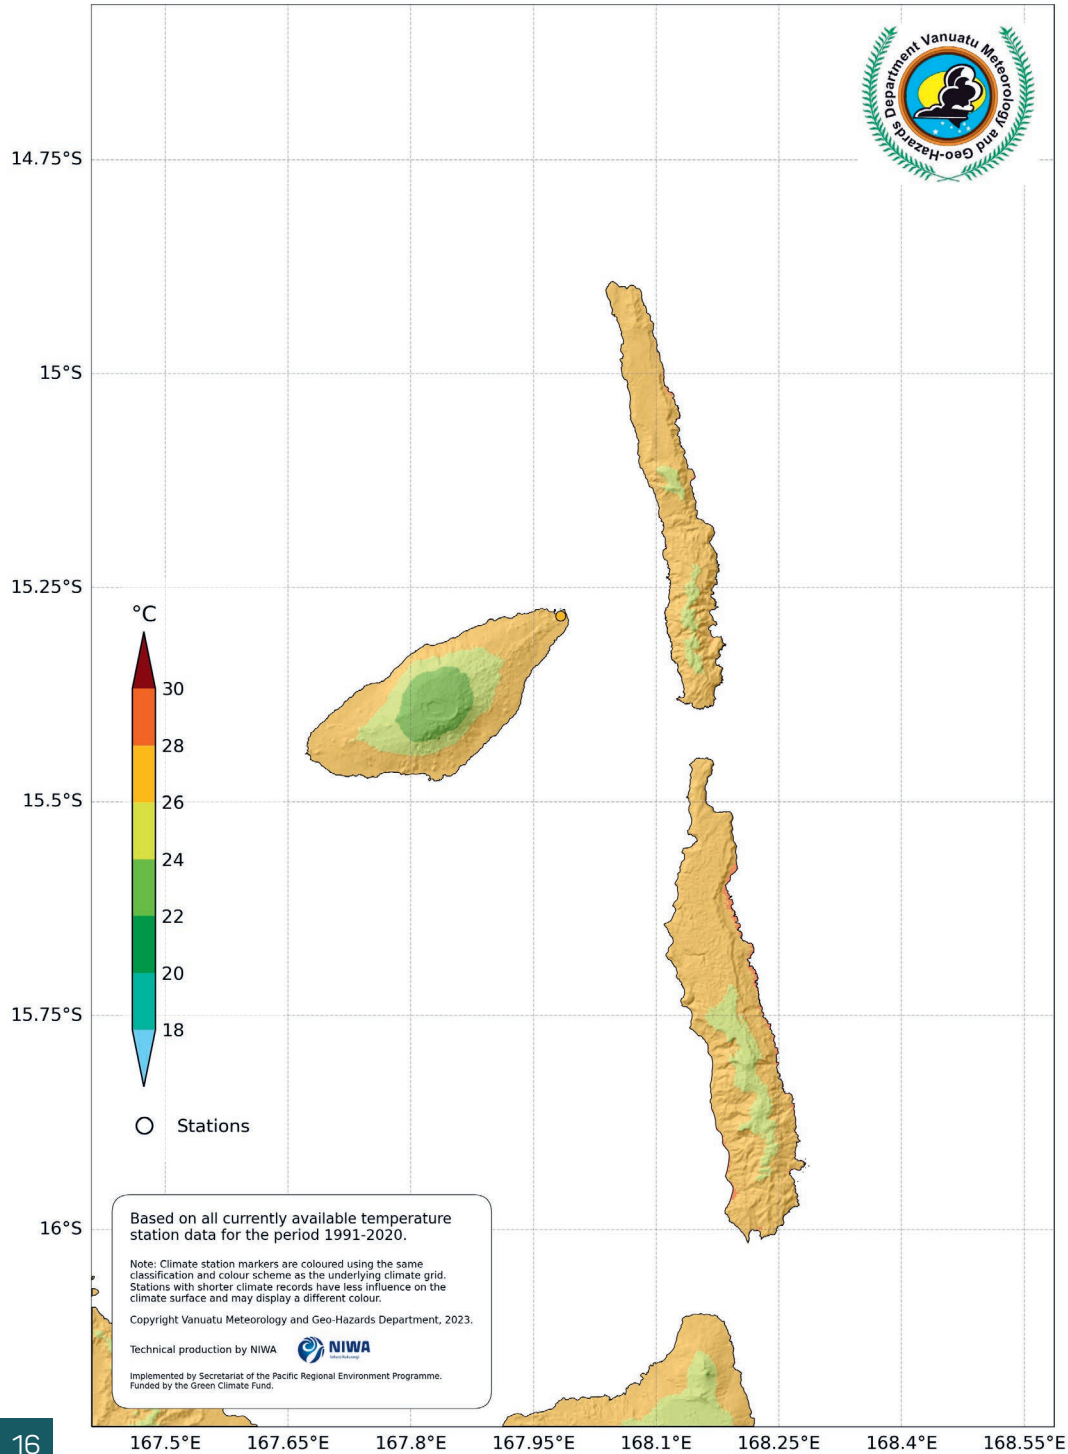 Vanuatu Meteorology and Geo-Hazards Department
14.75°S
15°S
15.25°S
15.5°S
15.75°S
16°S
°C
30
28
26
24
22
20
18
Stations
Based on all currently available temperature
station data for the period 1991-2020.
Note: Climate station markers are coloured using the same
classification and colour scheme as the underlying climate grid.
Stations with shorter climate records have less influence on the
climate surface and may display a different colour.
Copyright Vanuatu Meteorology and Geo-Hazards Department, 2023.
Technical production by NIWA
NIWA
Implemented by Secretariat of the Pacific Regional Environment Programme.
Funded by the Green Climate Fund.
16
167.5°E
167.65°E
167.8°E
167.95°E
168.1°E
168.25°E
168.4°E
168.55°E